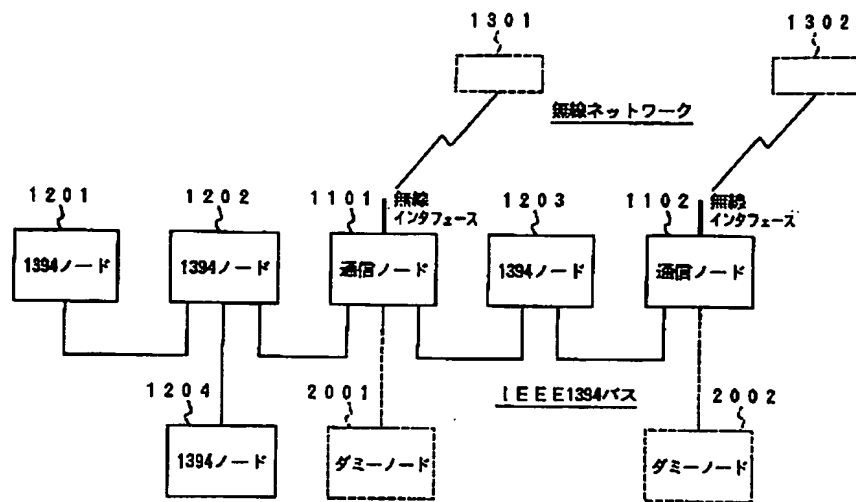 1301
1302
無線ネットワーク
1201
1202
1101
無線
インタフェース
1203
1102
無線
インタフェース
1394ノード
1394ノード
通信ノード
1394ノード
通信ノード
1204
2001
IEEE1394バス
2002
1394ノード
ダミーノード
ダミーノード